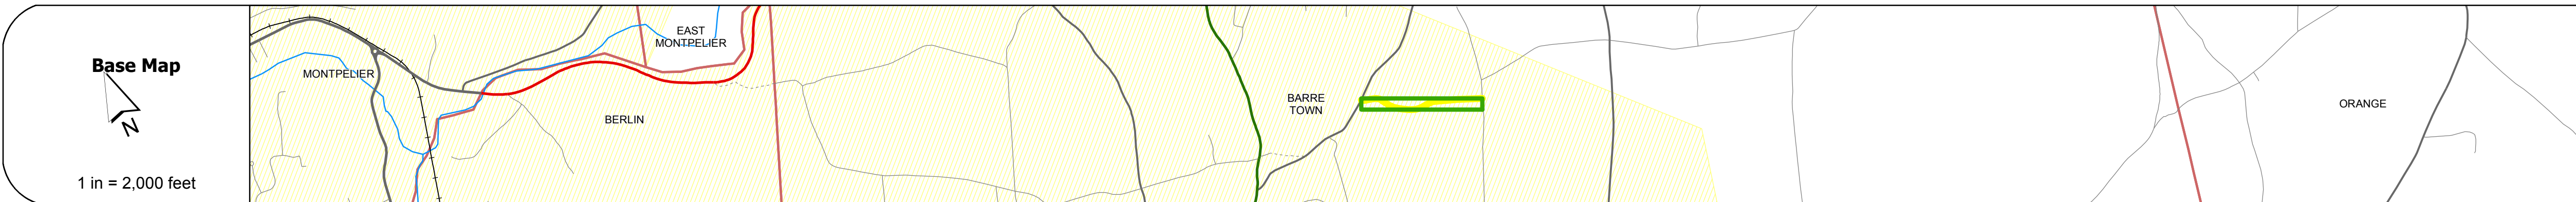 Base Map
N
1 in = 2,000 feet
MONTPELIER
EAST
MONTPELIER
BERLIN
BARRE
TOWN
ORANGE